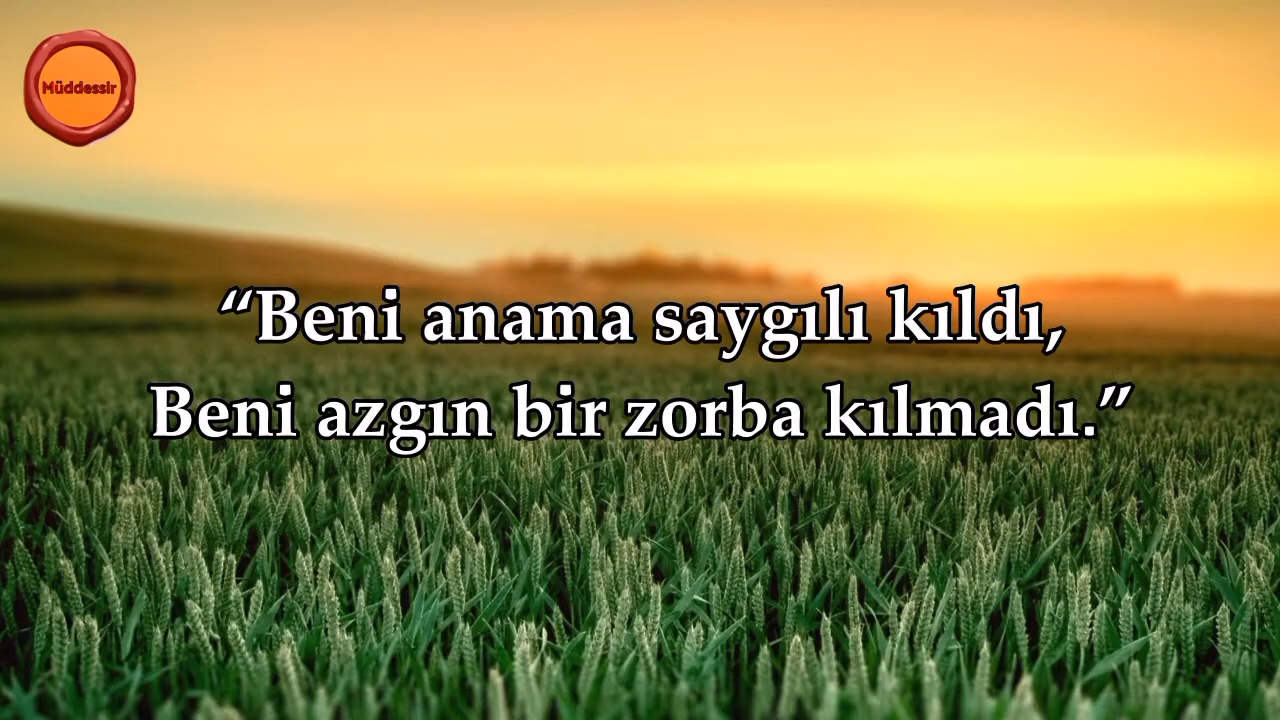 Müddessir
“Beni anama saygılı kıldı,
Beni azgın bir zorba kılmadı.”